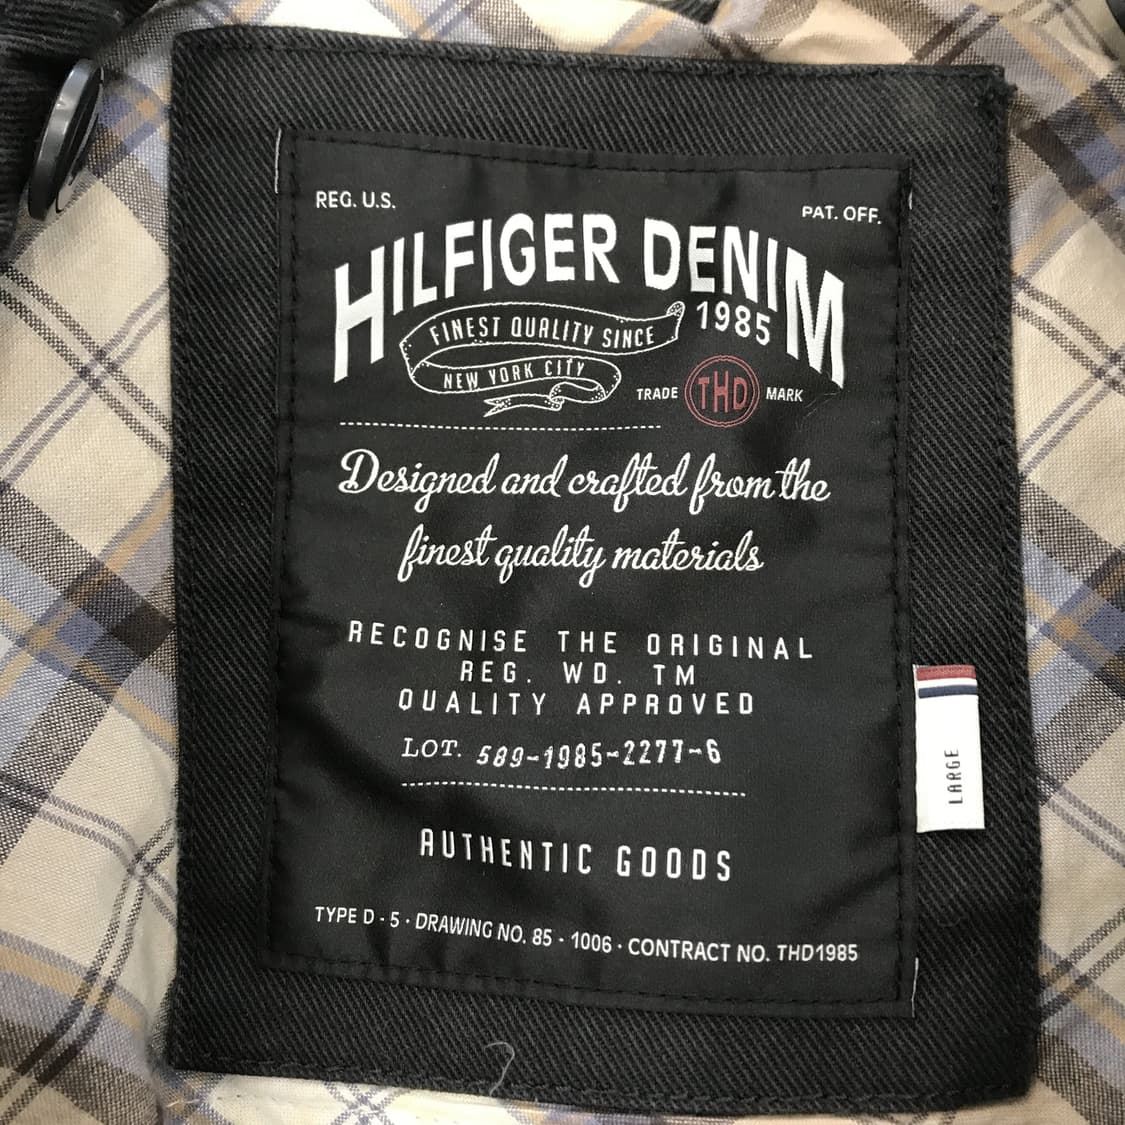 REG. U.S.
PAT. OFF.
HILFIGER DENIM
FINEST QUALITY SINCE 1985
NEW YORK CITY
TRADE THD MARK
Designed and crafted from the
finest quality materials
RECOGNISE THE ORIGINAL
REG. WD. TM
QUALITY APPROVED
LOT. 589-1985-2277-6
AUTHENTIC GOODS
TYPE D - 5 · DRAWING NO. 85 - 1006 · CONTRACT NO. THD1985
LARGE